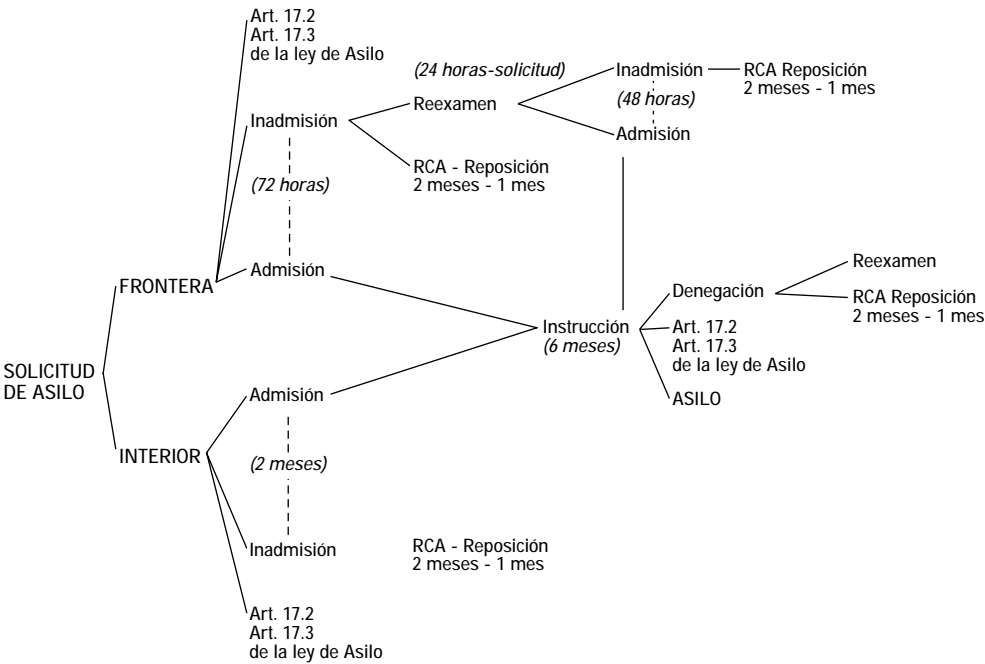 Art. 17.2
Art. 17.3
de la ley de Asilo
(24 horas-solicitud)
Inadmisión
RCA Reposición
2 meses - 1 mes
Reexamen
(48 horas)
Inadmisión
Admisión
RCA - Reposición
2 meses - 1 mes
(72 horas)
Admisión
FRONTERA
Reexamen
Denegación
RCA Reposición
2 meses - 1 mes
Instrucción
(6 meses)
Art. 17.2
Art. 17.3
de la ley de Asilo
ASILO
SOLICITUD
DE ASILO
Admisión
INTERIOR
(2 meses)
Inadmisión
RCA - Reposición
2 meses - 1 mes
Art. 17.2
Art. 17.3
de la ley de Asilo